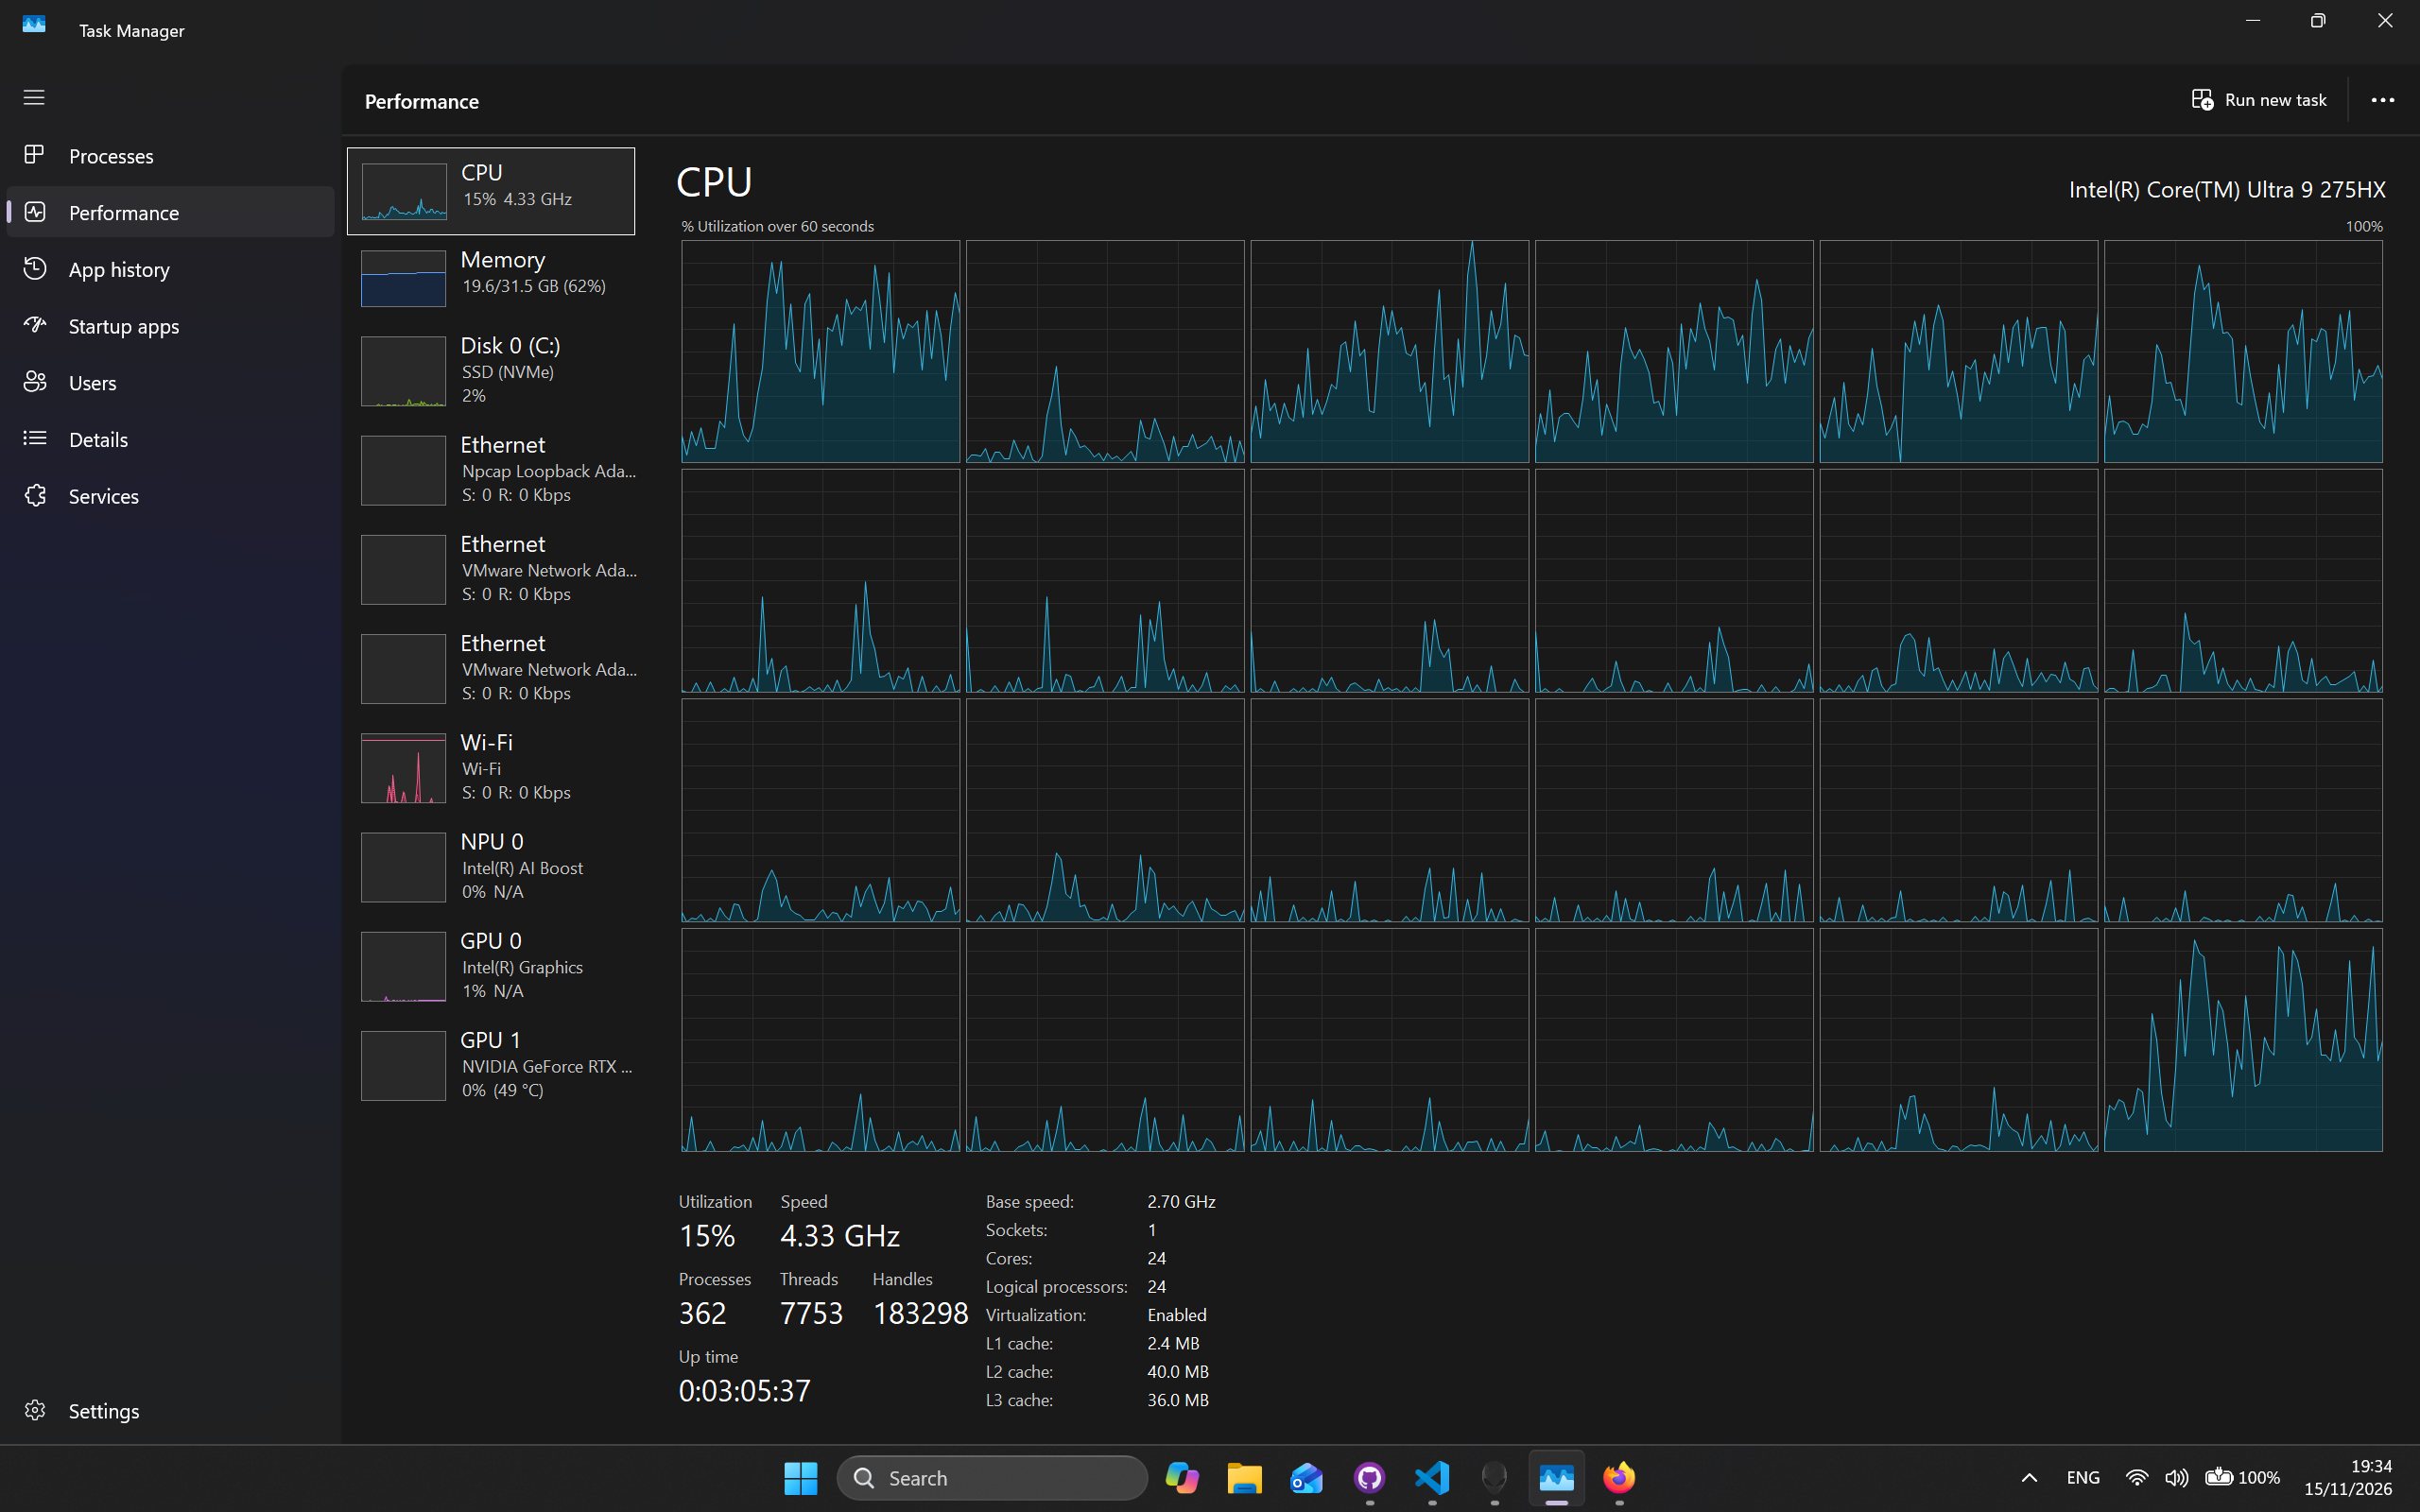 Task Manager
Processes
Performance
App history
Startup apps
Users
Details
Services
Settings
Performance
Run new task
CPU
15% 4.33 GHz
Memory
19.6/31.5 GB (62%)
Disk 0 (C:)
SSD (NVMe)
2%
Ethernet
Npcap Loopback Ada...
S: 0 R: 0 Kbps
Ethernet
VMware Network Ada...
S: 0 R: 0 Kbps
Ethernet
VMware Network Ada...
S: 0 R: 0 Kbps
Wi-Fi
Wi-Fi
S: 0 R: 0 Kbps
NPU 0
Intel(R) AI Boost
0% N/A
GPU 0
Intel(R) Graphics
1% N/A
GPU 1
NVIDIA GeForce RTX ...
0% (49 °C)
CPU
Intel(R) Core(TM) Ultra 9 275HX
% Utilization over 60 seconds
100%
Utilization Speed
15% 4.33 GHz
Processes Threads Handles
362 7753 183298
Up time
0:03:05:37
Base speed: 2.70 GHz
Sockets: 1
Cores: 24
Logical processors: 24
Virtualization: Enabled
L1 cache: 2.4 MB
L2 cache: 40.0 MB
L3 cache: 36.0 MB
Search
ENG
100%
19:34
15/11/2026